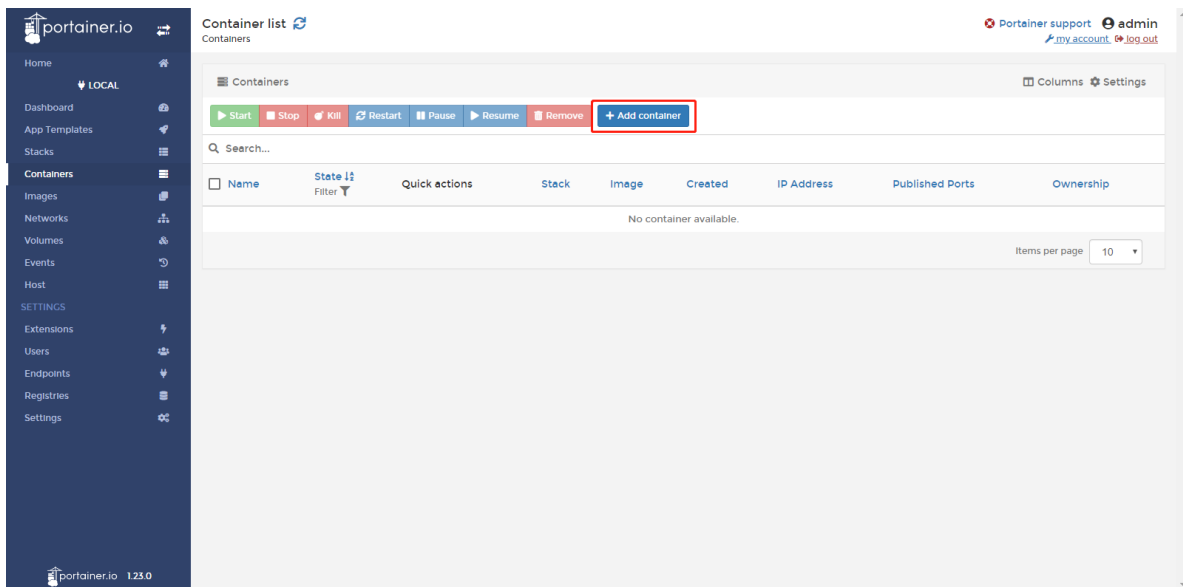 portainer.io
Home
LOCAL
Dashboard
App Templates
Stacks
Containers
Images
Networks
Volumes
Events
Host
SETTINGS
Extensions
Users
Endpoints
Registries
Settings
portainer.io 1.23.0
Container list
Containers
Portainer support admin
my account log out
Containers Columns Settings
Start Stop Kill Restart Pause Resume Remove + Add container
Search...
Name State Quick actions Stack Image Created IP Address Published Ports Ownership
Filter
No container available.
Items per page 10